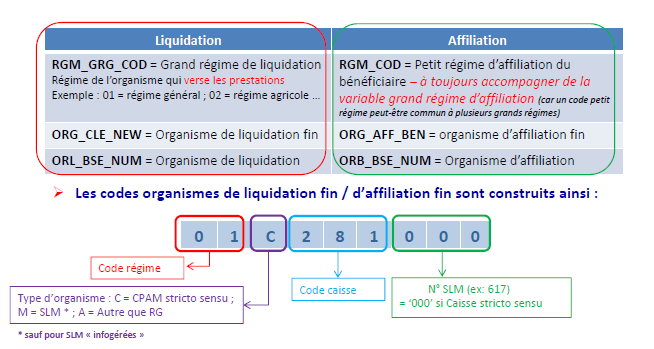 Liquidation
Affiliation
RGM_GRG_COD = Grand régime de liquidation
Régime de l'organisme qui verse les prestations
Exemple : 01 = régime général ; 02 = régime agricole ...
RGM_COD = Petit régime d'affiliation du
bénéficiaire – à toujours accompagner de la
variable grand régime d'affiliation (car un code petit
régime peut-être commun à plusieurs grands régimes)
ORG_CLE_NEW = Organisme de liquidation fin
ORG_AFF_BEN = organisme d'affiliation fin
ORL_BSE_NUM = Organisme de liquidation
ORB_BSE_NUM = Organisme d'affiliation
➢ Les codes organismes de liquidation fin / d'affiliation fin sont construits ainsi :
0 1 C 2 8 1 0 0 0
Code régime
Code caisse
N° SLM (ex: 617)
= '000' si Caisse stricto sensu
Type d'organisme : C = CPAM stricto sensu ;
M = SLM * ; A = Autre que RG
* sauf pour SLM « infogérées »